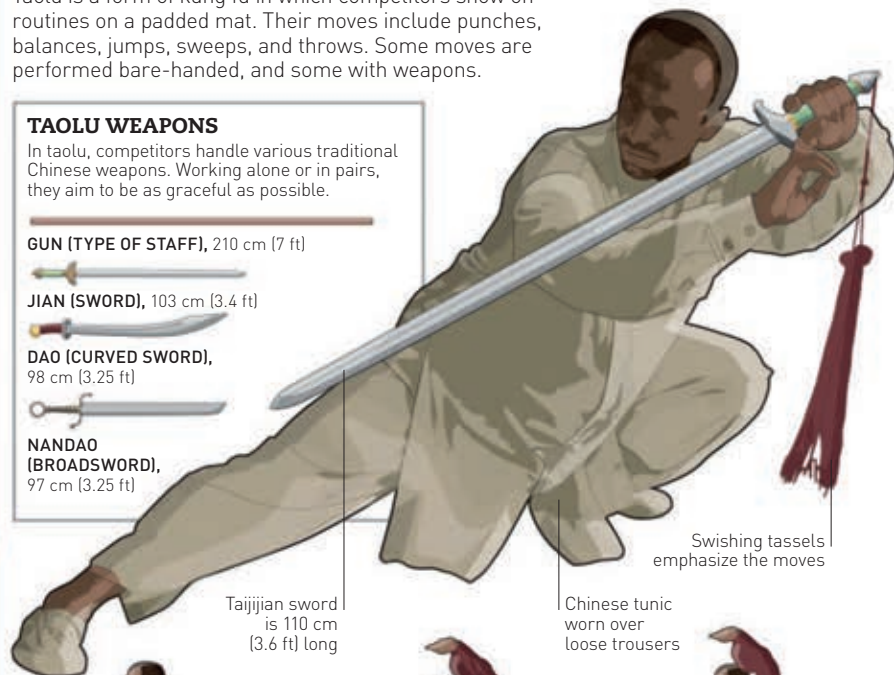 Taolu is a form of kung fu in which competitors show off
routines on a padded mat. Their moves include punches,
balances, jumps, sweeps, and throws. Some moves are
performed bare-handed, and some with weapons.
TAOLU WEAPONS
In taolu, competitors handle various traditional
Chinese weapons. Working alone or in pairs,
they aim to be as graceful as possible.
GUN (TYPE OF STAFF), 210 cm (7 ft)
JIAN (SWORD), 103 cm (3.4 ft)
DAO (CURVED SWORD),
98 cm (3.25 ft)
NANDAO
(BROADSWORD),
97 cm (3.25 ft)
Swishing tassels
emphasize the moves
Taijijian sword
is 110 cm
(3.6 ft) long
Chinese tunic
worn over
loose trousers